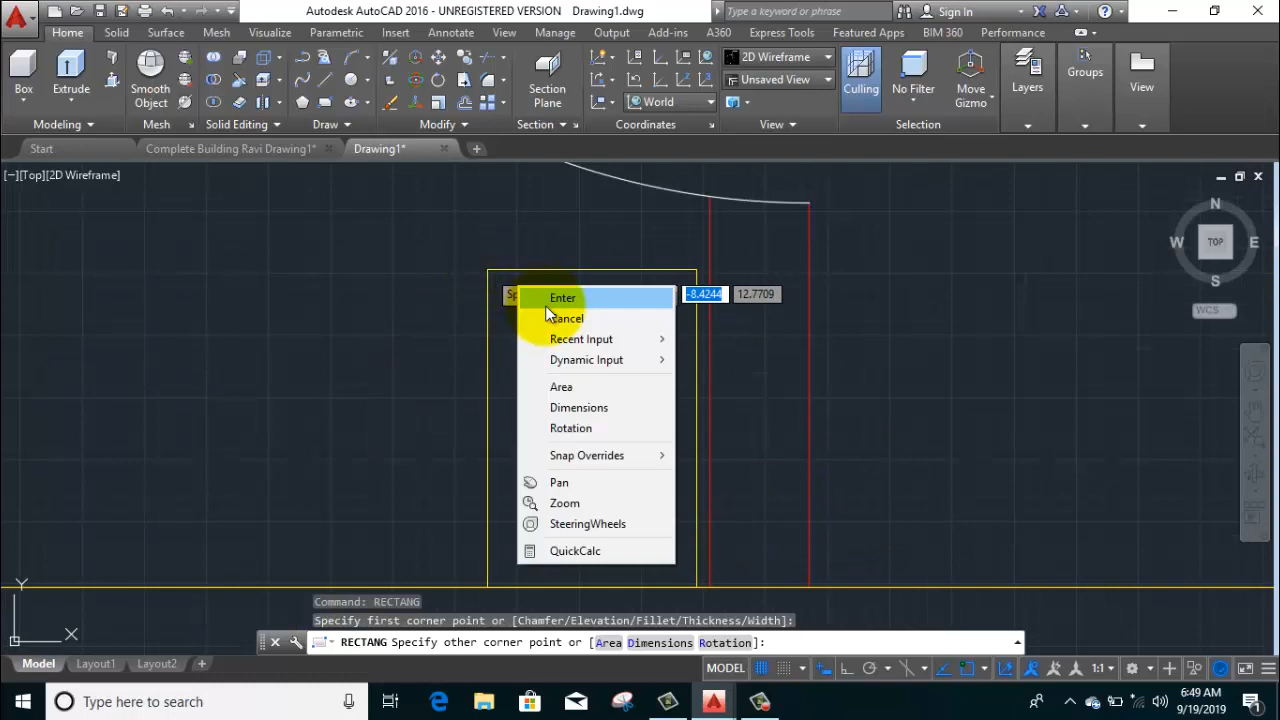 Autodesk AutoCAD 2016 - UNREGISTERED VERSION Drawing1.dwg
Type a keyword or phrase
Sign In
Home Solid Surface Mesh Visualize Parametric Insert Annotate View Manage Output Add-ins A360 Express Tools Featured Apps BIM 360 Performance
2D Wireframe
Unsaved View
World
Box
Extrude
Smooth Object
Section Plane
Culling
No Filter
Move Gizmo
Layers
Groups
View
Modeling Mesh Solid Editing Draw Modify Section Coordinates View Selection
Start
Complete Building Ravi Drawing1*
Drawing1*
[−][Top][2D Wireframe]
N
W TOP E
S
WCS
Sp
-8.4244
12.7709
Enter
Cancel
Recent Input
Dynamic Input
Area
Dimensions
Rotation
Snap Overrides
Pan
Zoom
SteeringWheels
QuickCalc
Y
X
Command: RECTANG
Specify first corner point or [Chamfer/Elevation/Fillet/Thickness/Width]:
RECTANG Specify other corner point or [Area Dimensions Rotation]:
Model Layout1 Layout2
MODEL
1:1
Type here to search
6:49 AM
9/19/2019
1